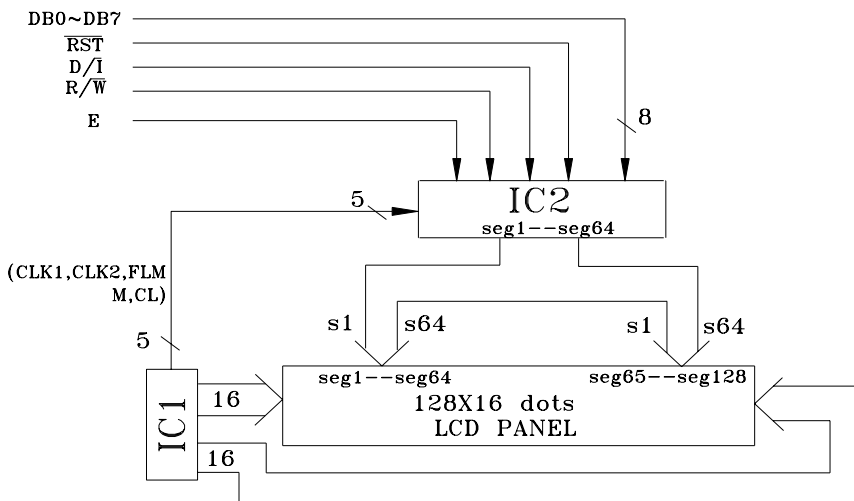 DB0~DB7
RST
D/I
R/W
E
8
5
IC2
seg1--seg64
(CLK1,CLK2,FLM
M,CL)
s1
s64
s1
s64
5
seg1--seg64
seg65--seg128
IC1
16
128X16 dots
LCD PANEL
16